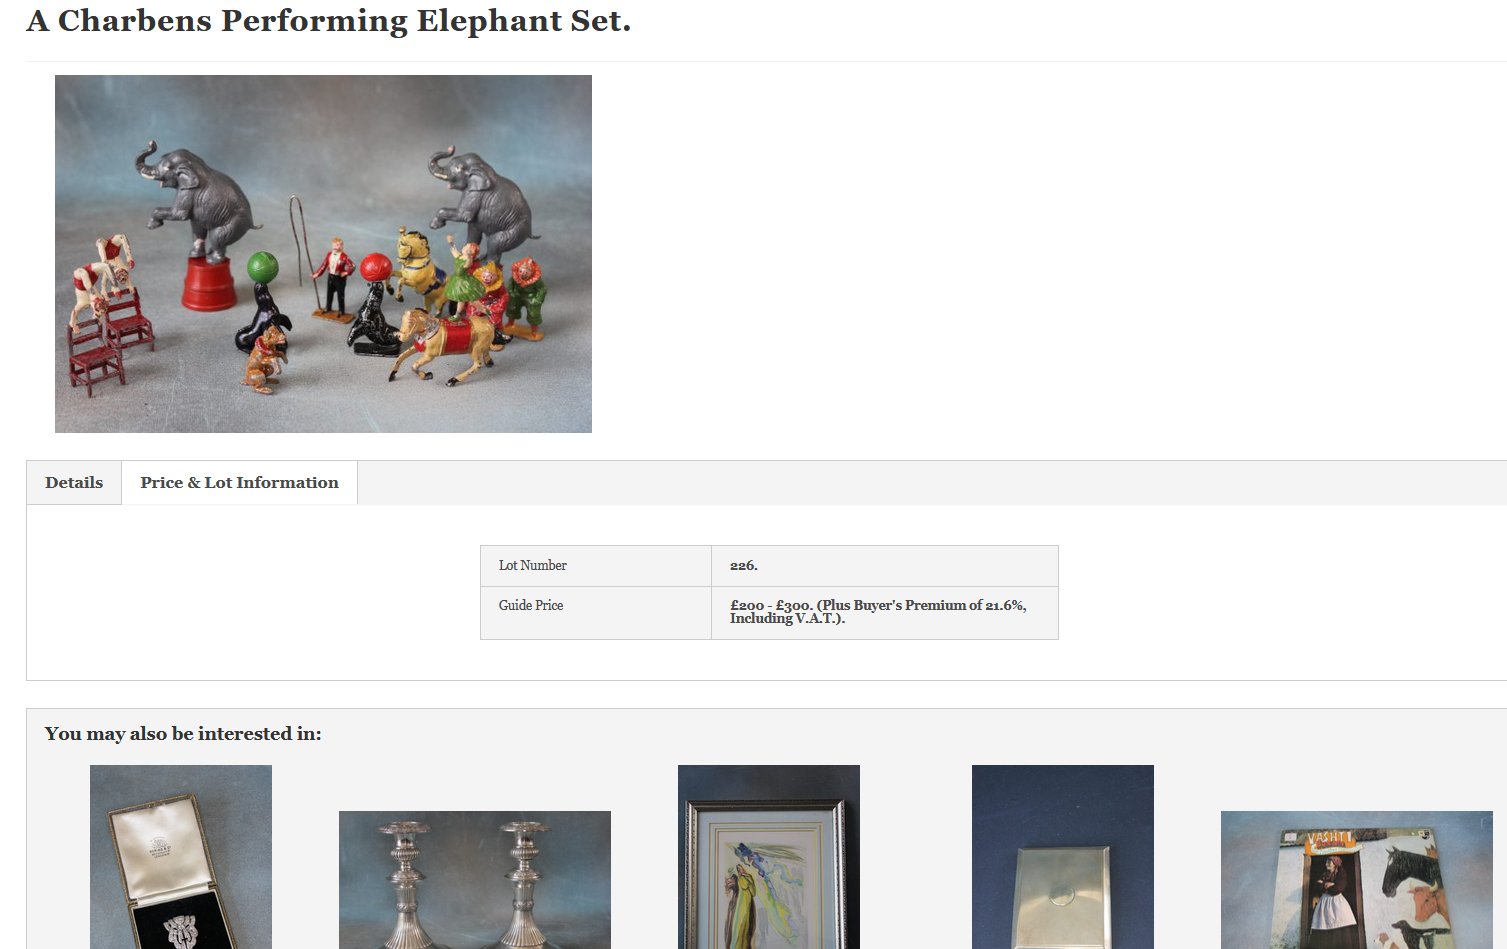 A Charbens Performing Elephant Set.
Details
Price & Lot Information
Lot Number
226.
Guide Price
£200 - £300. (Plus Buyer's Premium of 21.6%,
Including V.A.T.).
You may also be interested in:
VASHTI